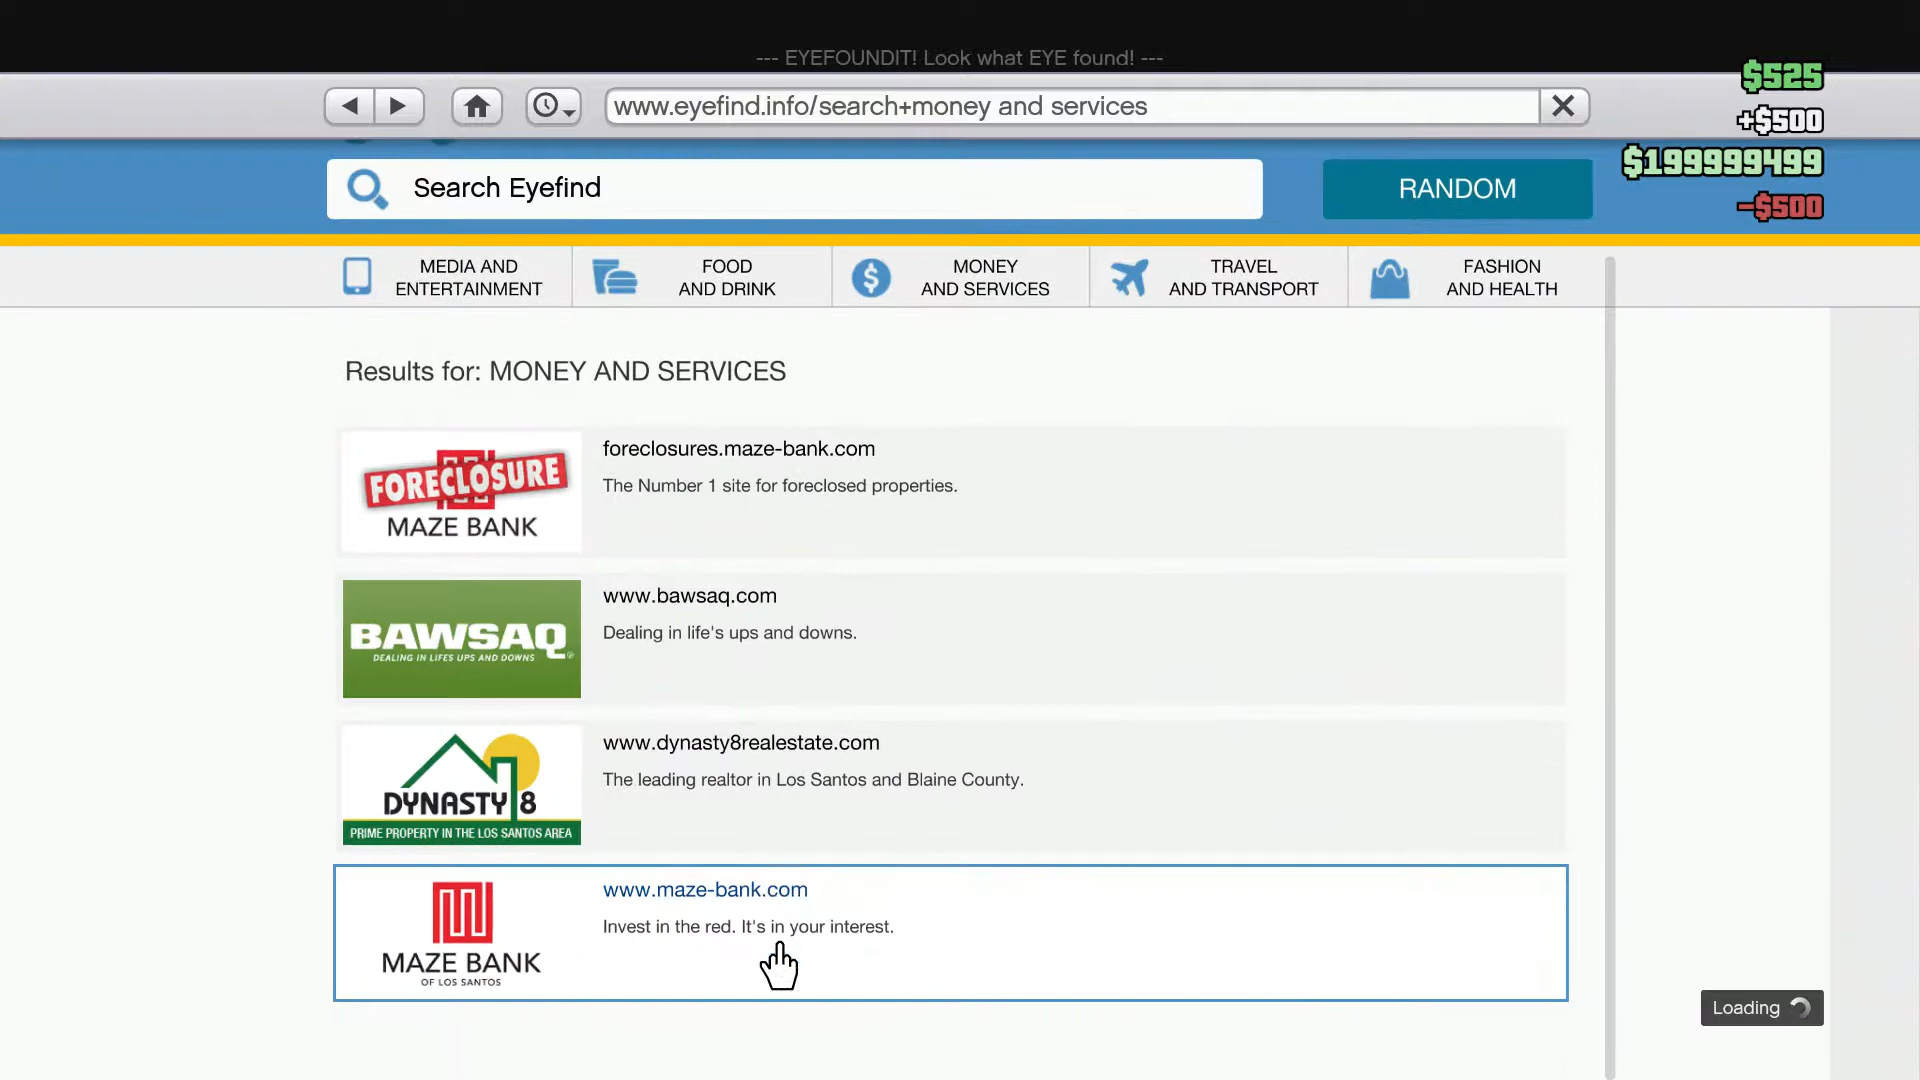 --- EYEFOUNDIT! Look what EYE found! ---
www.eyefind.info/search+money and services
$525
+$500
$199999499
-$500
Search Eyefind
RANDOM
MEDIA AND
ENTERTAINMENT
FOOD
AND DRINK
MONEY
AND SERVICES
TRAVEL
AND TRANSPORT
FASHION
AND HEALTH
Results for: MONEY AND SERVICES
FORECLOSURE
MAZE BANK
foreclosures.maze-bank.com
The Number 1 site for foreclosed properties.
BAWSAQ
DEALING IN LIFES UPS AND DOWNS
www.bawsaq.com
Dealing in life's ups and downs.
DYNASTY 8
PRIME PROPERTY IN THE LOS SANTOS AREA
www.dynasty8realestate.com
The leading realtor in Los Santos and Blaine County.
MAZE BANK
OF LOS SANTOS
www.maze-bank.com
Invest in the red. It's in your interest.
Loading